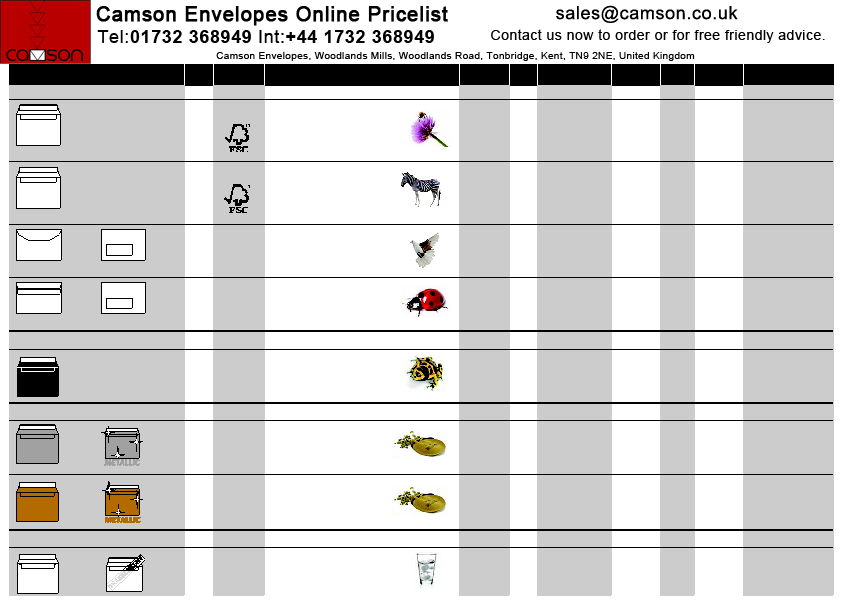 Camson Envelopes Online Pricelist
sales@camson.co.uk
Tel:01732 368949 Int:+44 1732 368949
Contact us now to order or for free friendly advice.
camson
Camson Envelopes, Woodlands Mills, Woodlands Road, Tonbridge, Kent, TN9 2NE, United Kingdom
FSC
FSC
METALLIC
METALLIC